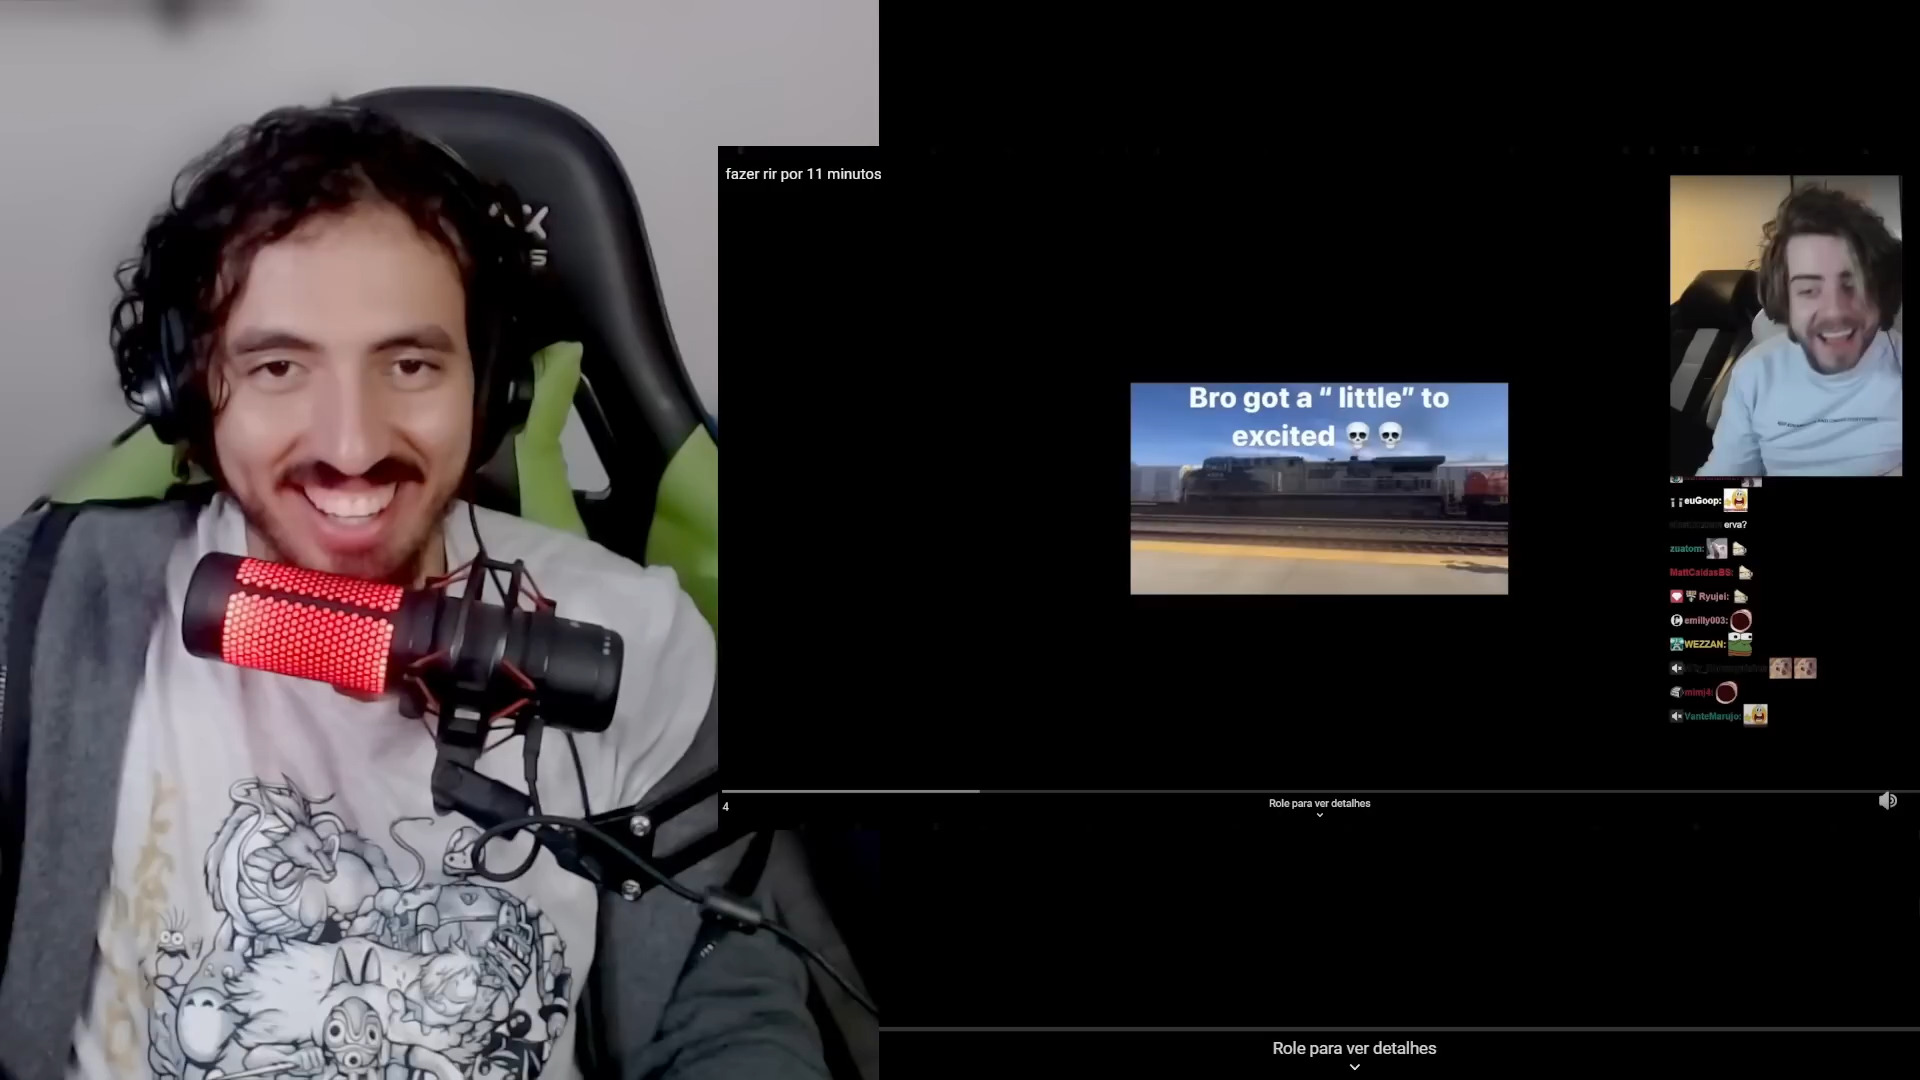 fazer rir por 11 minutos
Bro got a “ little” to
excited 💀💀
euGoop:
erva?
zuatom:
MattCaldasBS:
Ryujei:
emilly003:
WEZZAN:
mimj4:
VanteMarujo:
4
Role para ver detalhes
Role para ver detalhes